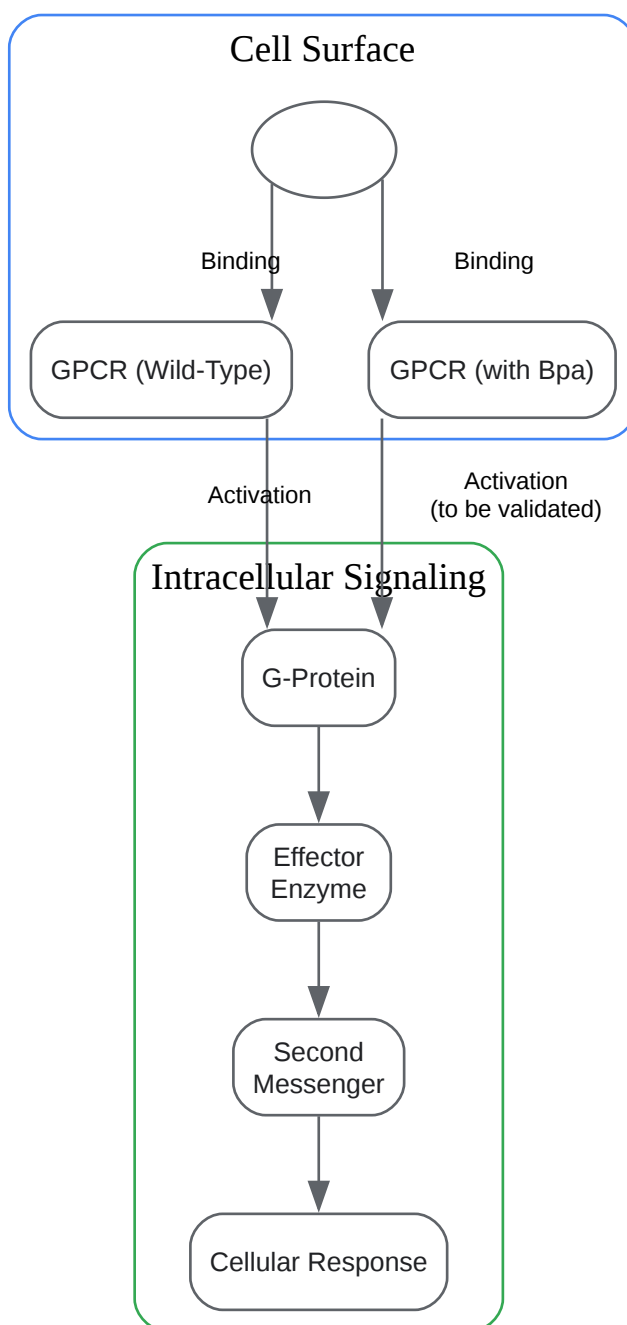 Cell Surface
Binding
Binding
GPCR (Wild-Type)
GPCR (with Bpa)
Activation
Activation
(to be validated)
Intracellular Signaling
G-Protein
Effector
Enzyme
Second
Messenger
Cellular Response